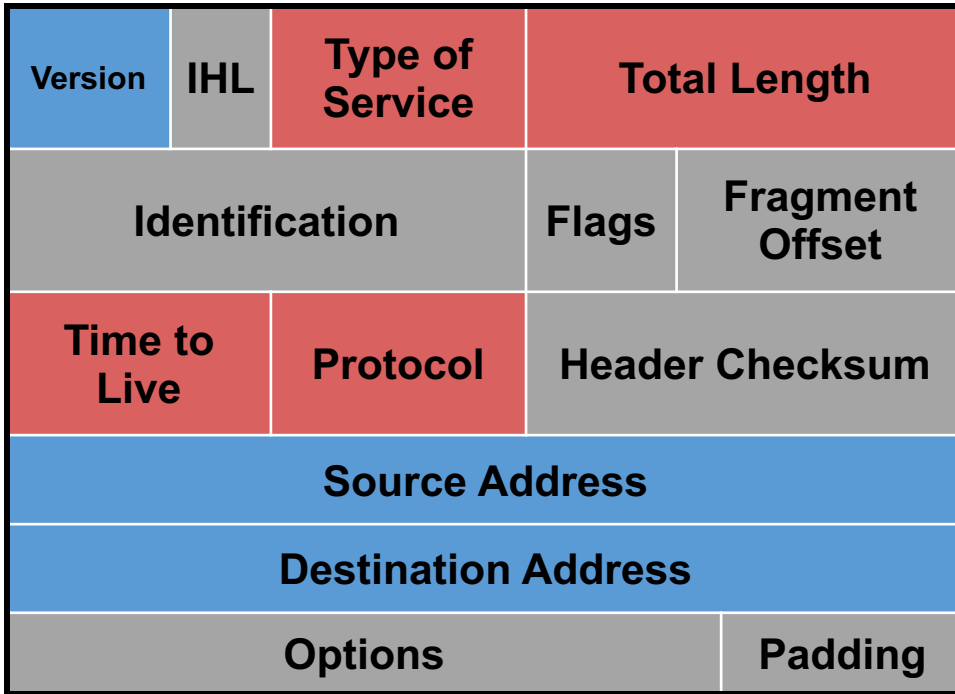 Version
IHL
Type of
Service
Total Length
Identification
Flags
Fragment
Offset
Time to
Live
Protocol
Header Checksum
Source Address
Destination Address
Options
Padding